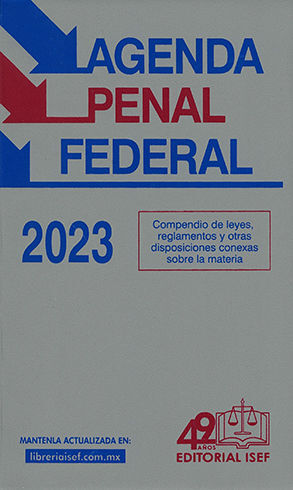 AGENDA
PENAL
FEDERAL
2023
Compendio de leyes,
reglamentos y otras
disposiciones conexas
sobre la materia
MANTENLA ACTUALIZADA EN:
libreriaisef.com.mx
49
AÑOS
EDITORIAL ISEF